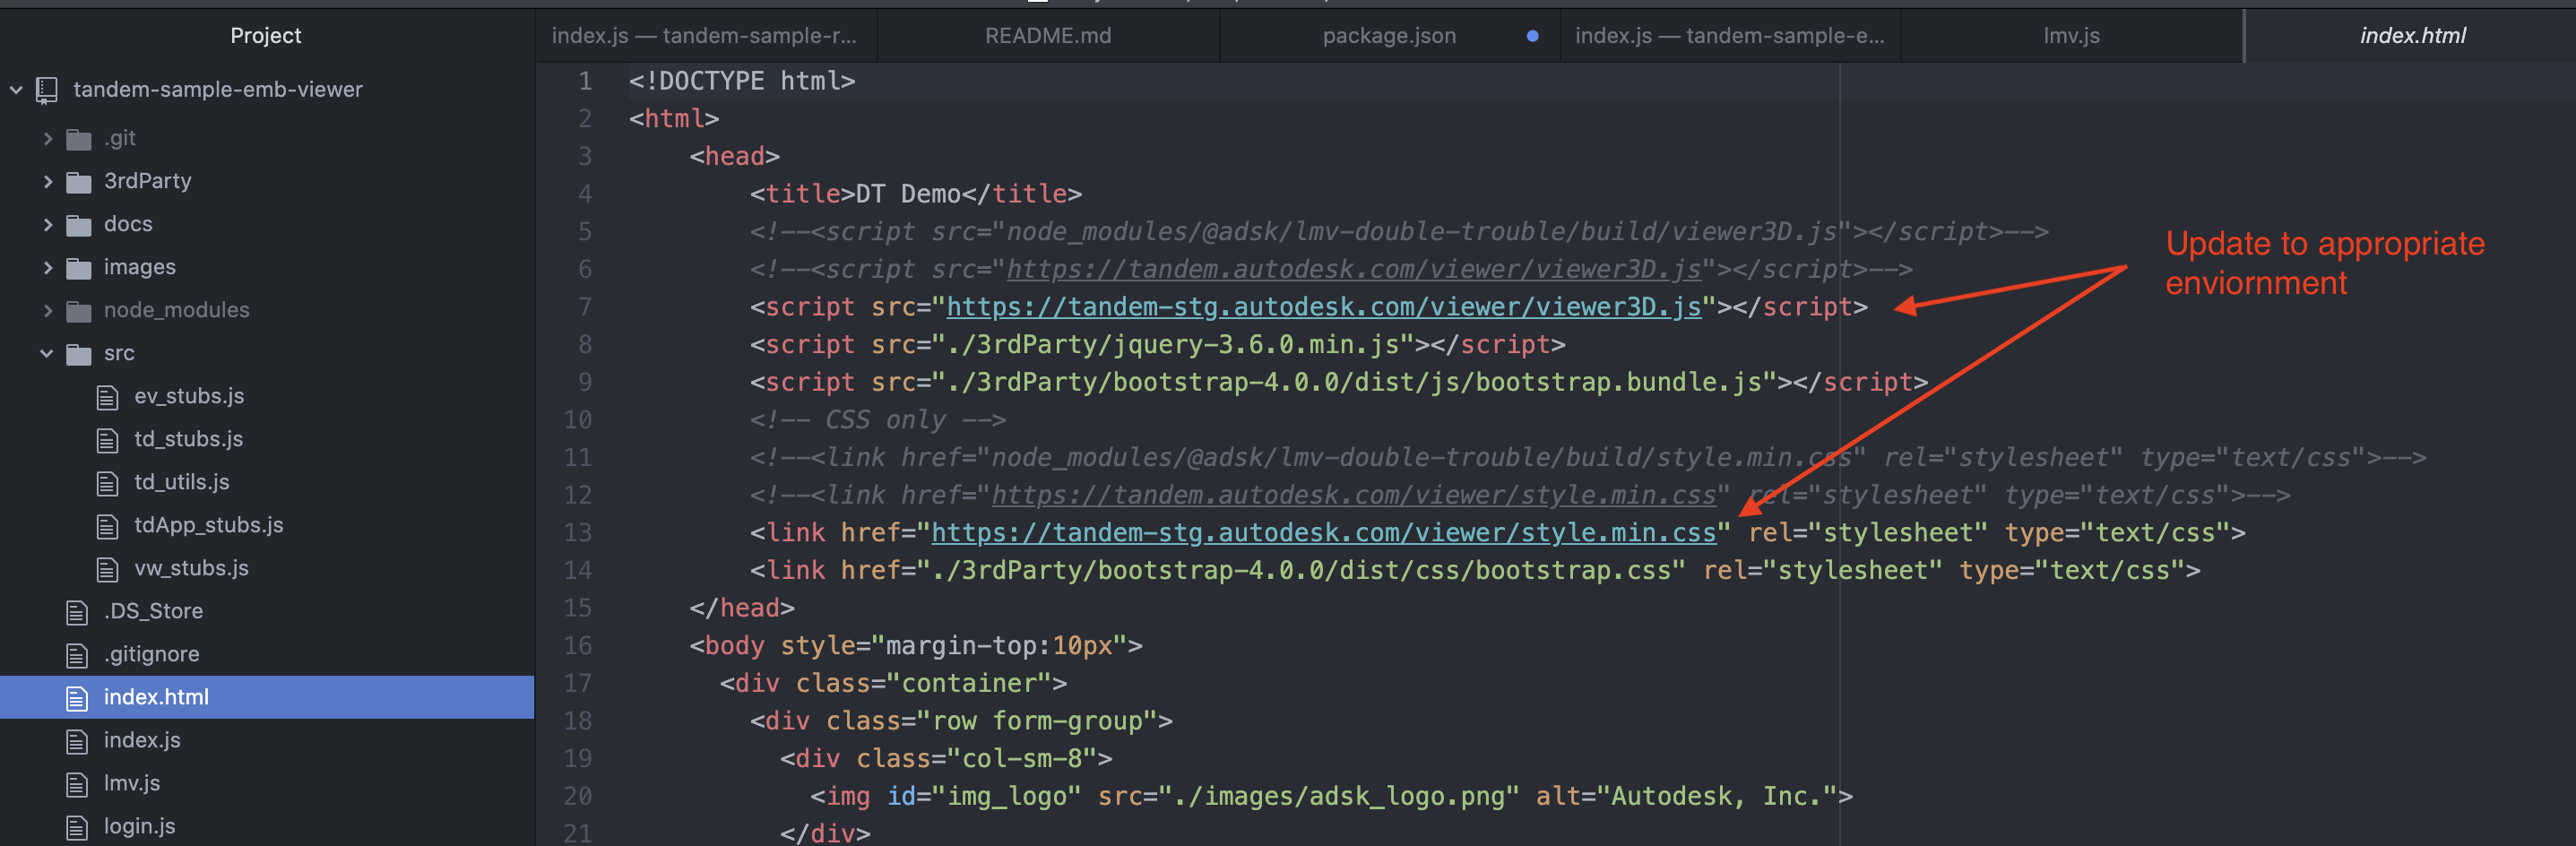 Project
tandem-sample-emb-viewer
.git
3rdParty
docs
images
node_modules
src
ev_stubs.js
td_stubs.js
td_utils.js
tdApp_stubs.js
vw_stubs.js
.DS_Store
.gitignore
index.html
index.js
lmv.js
login.js
index.js — tandem-sample-r...
README.md
package.json
index.js — tandem-sample-e...
lmv.js
index.html
1 <!DOCTYPE html>
2 <html>
3 <head>
4 <title>DT Demo</title>
5 <!--<script src="node_modules/@adsk/lmv-double-trouble/build/viewer3D.js"></script>-->
6 <!--<script src="https://tandem.autodesk.com/viewer/viewer3D.js"></script>-->
7 <script src="https://tandem-stg.autodesk.com/viewer/viewer3D.js"></script>
8 <script src="./3rdParty/jquery-3.6.0.min.js"></script>
9 <script src="./3rdParty/bootstrap-4.0.0/dist/js/bootstrap.bundle.js"></script>
10 <!-- CSS only -->
11 <!--<link href="node_modules/@adsk/lmv-double-trouble/build/style.min.css" rel="stylesheet" type="text/css">-->
12 <!--<link href="https://tandem.autodesk.com/viewer/style.min.css" rel="stylesheet" type="text/css">-->
13 <link href="https://tandem-stg.autodesk.com/viewer/style.min.css" rel="stylesheet" type="text/css">
14 <link href="./3rdParty/bootstrap-4.0.0/dist/css/bootstrap.css" rel="stylesheet" type="text/css">
15 </head>
16 <body style="margin-top:10px">
17 <div class="container">
18 <div class="row form-group">
19 <div class="col-sm-8">
20 <img id="img_logo" src="./images/adsk_logo.png" alt="Autodesk, Inc.">
21 </div>
Update to appropriate
enviornment